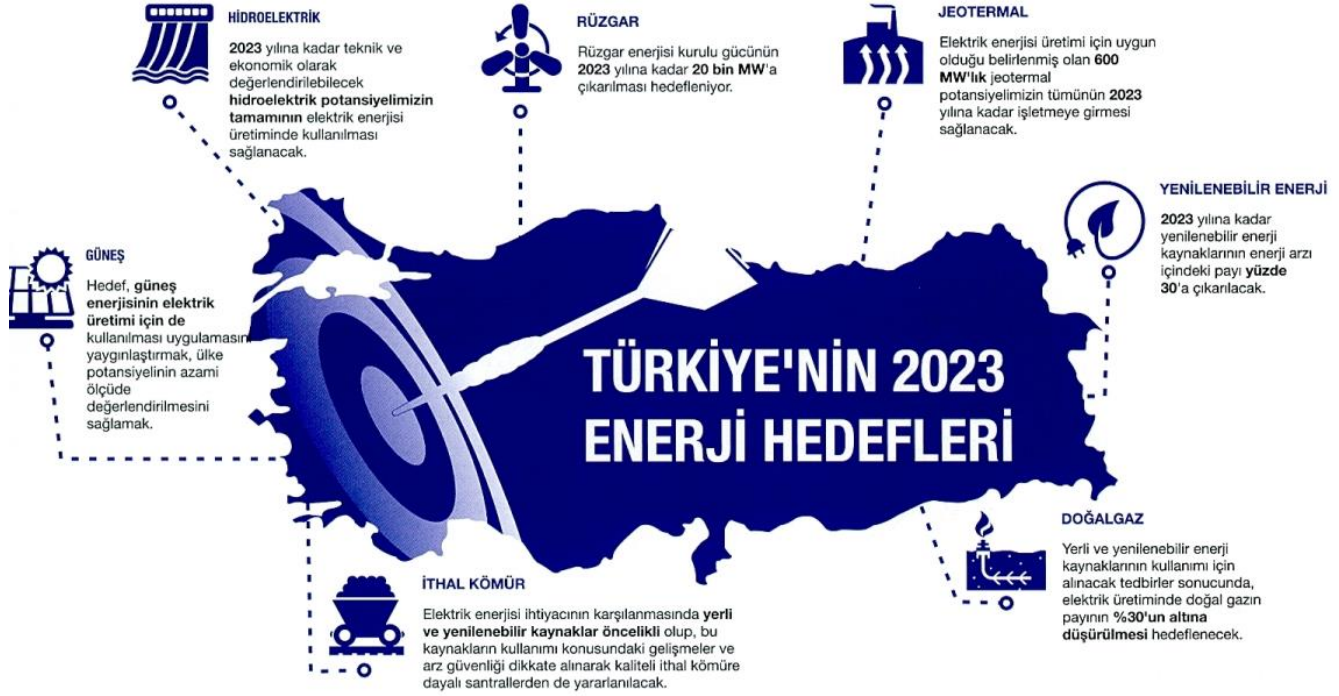 HİDROELEKTRİK
2023 yılına kadar teknik ve
ekonomik olarak
değerlendirilebilecek
hidroelektrik potansiyelimizin
tamamının elektrik enerjisi
üretiminde kullanılması
sağlanacak.
RÜZGAR
Rüzgar enerjisi kurulu gücünün
2023 yılına kadar 20 bin MW'a
çıkarılması hedefleniyor.
JEOTERMAL
Elektrik enerjisi üretimi için uygun
olduğu belirlenmiş olan 600
MW'lık jeotermal
potansiyelimizin tümünün 2023
yılına kadar işletmeye girmesi
sağlanacak.
YENİLENEBİLİR ENERJİ
2023 yılına kadar
yenilenebilir enerji
kaynaklarının enerji arzı
içindeki payı yüzde
30'a çıkarılacak.
GÜNEŞ
Hedef, güneş
enerjisinin elektrik
üretimi için de
kullanılması uygulamasın
yaygınlaştırmak, ülke
potansiyelinin azami
ölçüde
değerlendirilmesini
sağlamak.
TÜRKİYE'NİN 2023
ENERJİ HEDEFLERİ
DOĞALGAZ
Yerli ve yenilenebilir enerji
kaynaklarının kullanımı için
alınacak tedbirler sonucunda,
elektrik üretiminde doğal gazın
payının %30'un altına
düşürülmesi hedeflenecek.
İTHAL KÖMÜR
Elektrik enerjisi ihtiyacının karşılanmasında yerli
ve yenilenebilir kaynaklar öncelikli olup, bu
kaynakların kullanımı konusundaki gelişmeler ve
arz güvenliği dikkate alınarak kaliteli ithal kömüre
dayalı santrallerden de yararlanılacak.